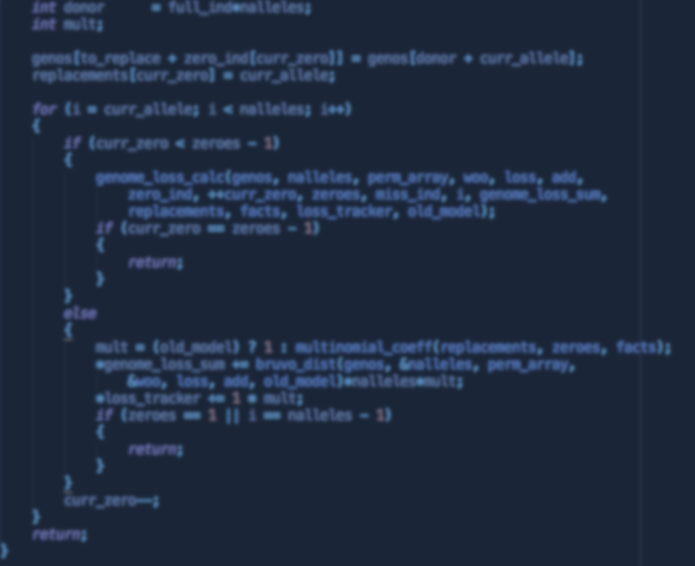 int donor      = full_ind*nalleles;
int mult;
genos[to_replace + zero_ind[curr_zero]] = genos[donor + curr_allele];
replacements[curr_zero] = curr_allele;
for (i = curr_allele; i < nalleles; i++)
{
if (curr_zero < zeroes - 1)
{
genome_loss_calc(genos, nalleles, perm_array, woo, loss, add,
zero_ind, ++curr_zero, zeroes, miss_ind, i, genome_loss_sum,
replacements, facts, loss_tracker, old_model);
if (curr_zero == zeroes - 1)
{
return;
}
}
else
{
mult = (old_model) ? 1 : multinomial_coeff(replacements, zeroes, facts);
*genome_loss_sum += bruvo_dist(genos, &nalleles, perm_array,
&woo, loss, add, old_model)*nalleles*mult;
*loss_tracker += 1 * mult;
if (zeroes == 1 || i == nalleles - 1)
{
return;
}
}
curr_zero--;
}
return;
}